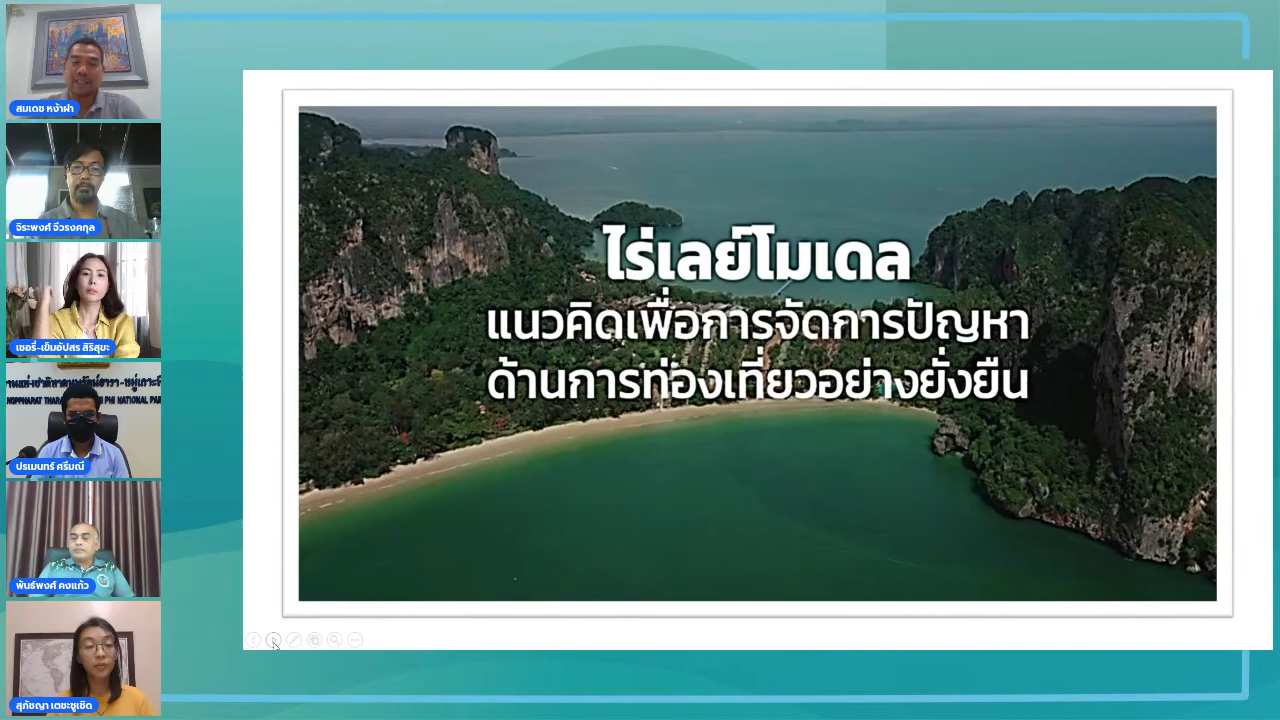 สมเดช หง้าฝา
จิระพงศ์ จีวรงคกุล
เชอรี่-เข็มอัปสร สิริสุขะ
NOPPHARAT THARA
PHI NATIONAL PAR
ปรเมนทร์ ศรีมณี
พันธ์พงศ์ คงแก้ว
สุภัชญา เตชะชูเชิด
ไร่เลย์โมเดล
แนวคิดเพื่อการจัดการปัญหา
ด้านการท่องเที่ยวอย่างยั่งยืน